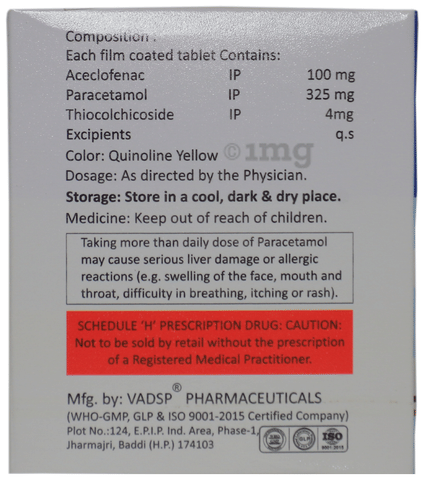 Composition :
Each film coated tablet Contains:
Aceclofenac IP 100 mg
Paracetamol IP 325 mg
Thiocolchicoside IP 4mg
Excipients q.s
Color: Quinoline Yellow
1mg
Dosage: As directed by the Physician.
Storage: Store in a cool, dark & dry place.
Medicine: Keep out of reach of children.
Taking more than daily dose of Paracetamol
may cause serious liver damage or allergic
reactions (e.g. swelling of the face, mouth and
throat, difficulty in breathing, itching or rash).
SCHEDULE 'H' PRESCRIPTION DRUG: CAUTION:
Not to be sold by retail without the prescription
of a Registered Medical Practitioner.
Mfg. by: VADSP® PHARMACEUTICALS
(WHO-GMP, GLP & ISO 9001-2015 Certified Company)
Plot No.:124, E.P.I.P. Ind. Area, Phase-1,
Jharmajri, Baddi (H.P.) 174103
GLP
ISO
9001-2015